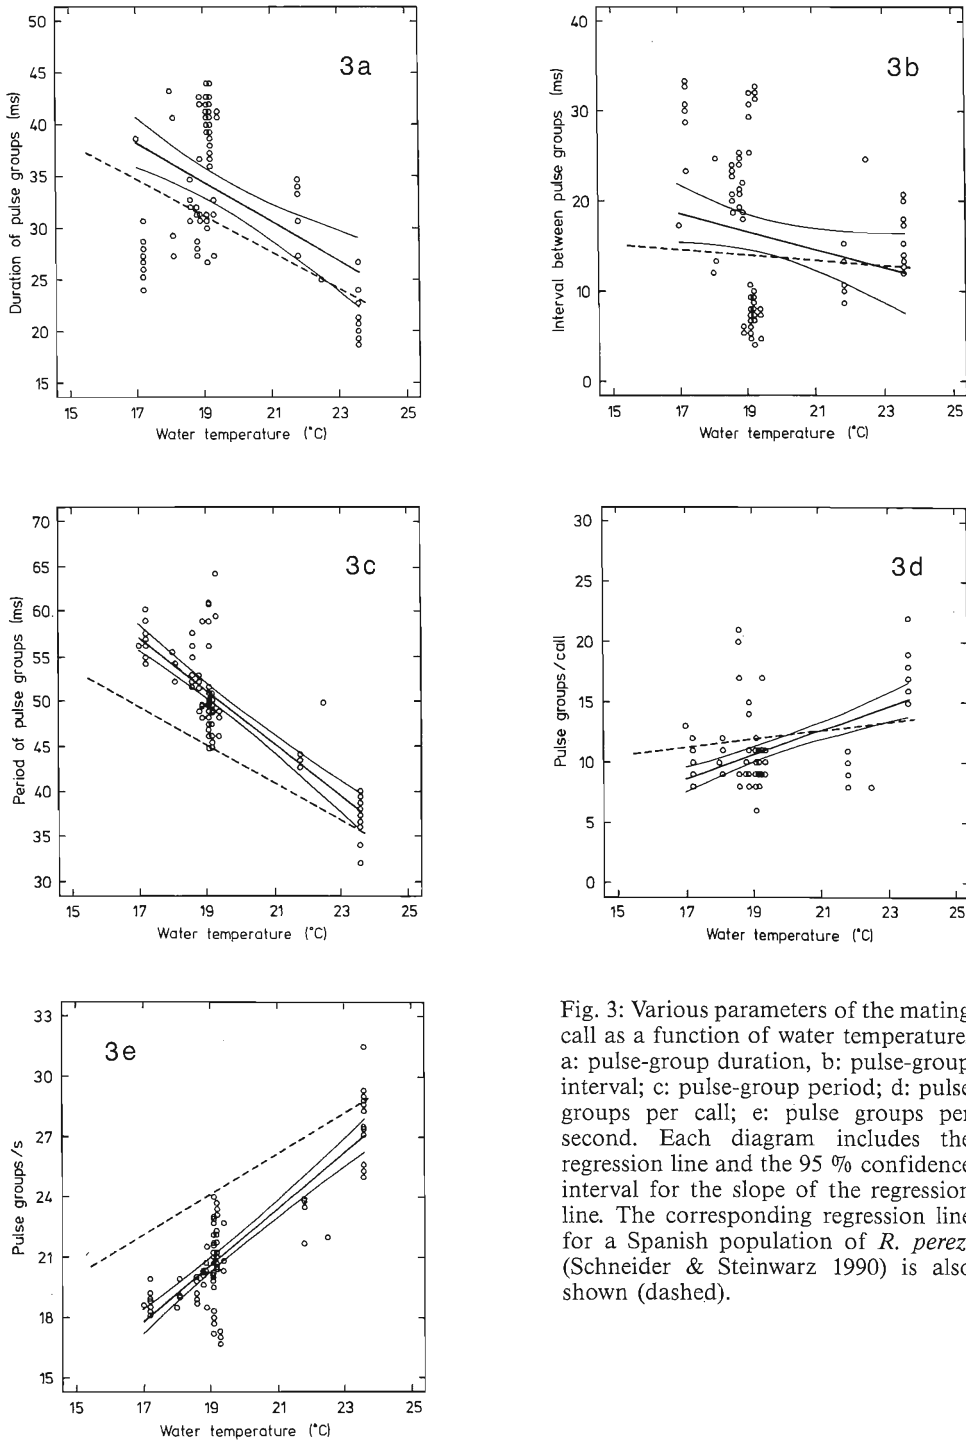 3a
50
45
40
35
30
25
20
15
Duration of pulse groups (ms)
15 17 19 21 23 25
Water temperature (°C)
3b
40
30
20
10
0
Interval between pulse groups (ms)
15 17 19 21 23 25
Water temperature (°C)
3c
70
65
60
55
50
45
40
35
30
Period of pulse groups (ms)
15 17 19 21 23 25
Water temperature (°C)
3d
30
25
20
15
10
5
0
Pulse groups/call
15 17 19 21 23 25
Water temperature (°C)
3e
33
30
27
24
21
18
15
Pulse groups/s
15 17 19 21 23 25
Water temperature (°C)
Fig. 3: Various parameters of the mating
call as a function of water temperature
a: pulse-group duration, b: pulse-group
interval; c: pulse-group period; d: pulse
groups per call; e: pulse groups per
second. Each diagram includes the
regression line and the 95 % confidence
interval for the slope of the regression
line. The corresponding regression line
for a Spanish population of R. perez
(Schneider & Steinwarz 1990) is also
shown (dashed).